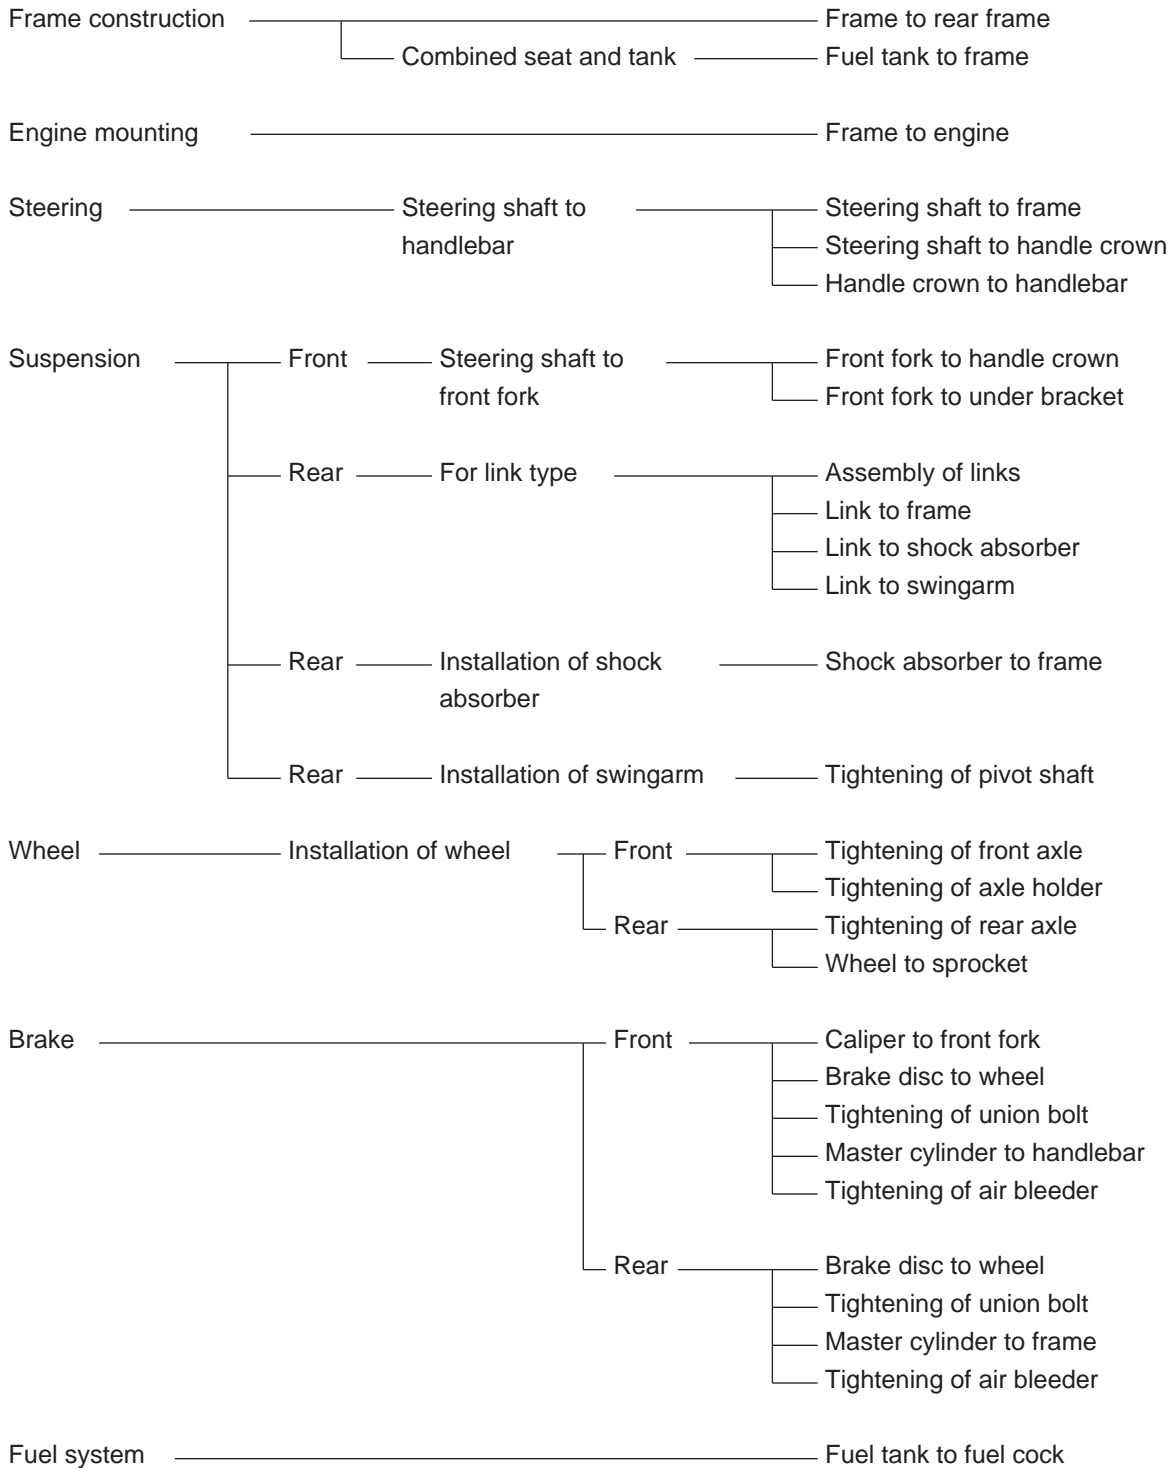 Frame construction Frame to rear frame
Combined seat and tank Fuel tank to frame
Engine mounting Frame to engine
Steering Steering shaft to Steering shaft to frame
handlebar Steering shaft to handle crown
Handle crown to handlebar
Suspension Front Steering shaft to Front fork to handle crown
front fork Front fork to under bracket
Rear For link type Assembly of links
Link to frame
Link to shock absorber
Link to swingarm
Rear Installation of shock Shock absorber to frame
absorber
Rear Installation of swingarm Tightening of pivot shaft
Wheel Installation of wheel Front Tightening of front axle
Tightening of axle holder
Rear Tightening of rear axle
Wheel to sprocket
Brake Front Caliper to front fork
Brake disc to wheel
Tightening of union bolt
Master cylinder to handlebar
Tightening of air bleeder
Rear Brake disc to wheel
Tightening of union bolt
Master cylinder to frame
Tightening of air bleeder
Fuel system Fuel tank to fuel cock